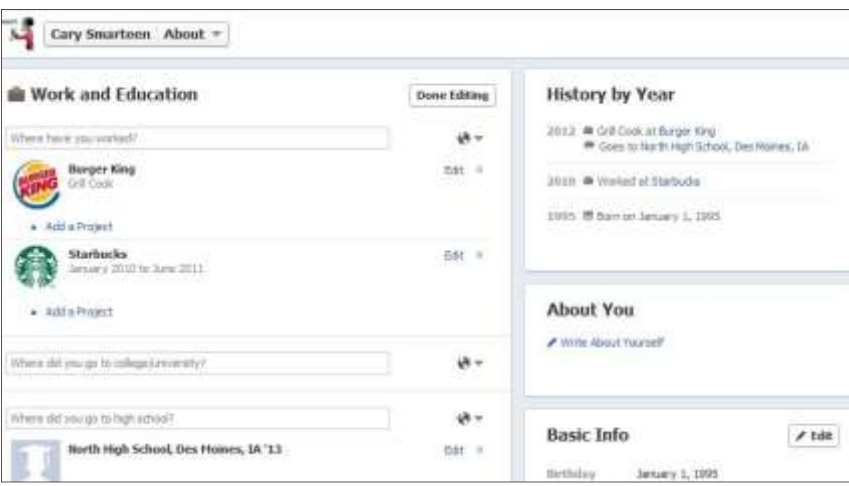 Cary Smarteen About
Work and Education
Done Editing
Where have you worked?
BURGER KING
Burger King
Edit
Grill Cook
Add a Project
Starbucks
Edit
January 2010 to June 2011
Add a Project
Where did you go to college/university?
Where did you go to high school?
North High School, Des Moines, IA '13
Edit
History by Year
2012 Grill Cook at Burger King
Goes to North High School, Des Moines, IA
2010 Worked at Starbucks
1995 Born on January 1, 1995
About You
Write About Yourself
Basic Info
Edit
Birthday January 1, 1995